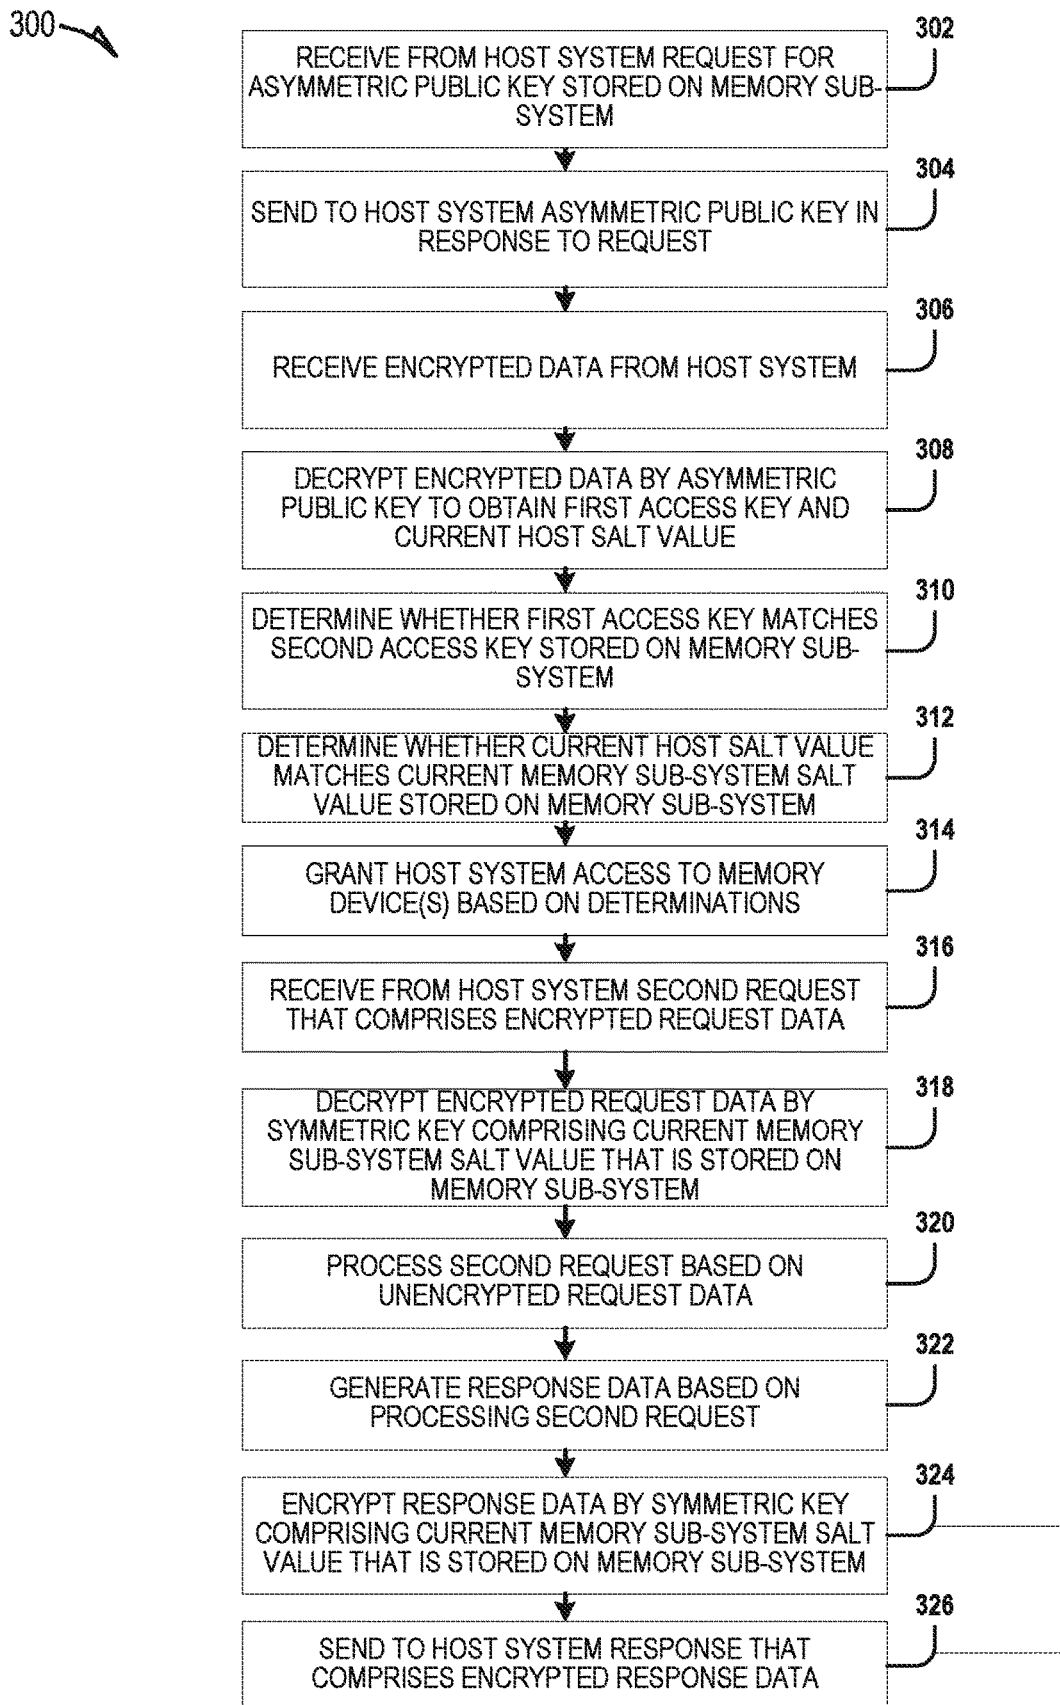 300
302
RECEIVE FROM HOST SYSTEM REQUEST FOR
ASYMMETRIC PUBLIC KEY STORED ON MEMORY SUB-
SYSTEM
304
SEND TO HOST SYSTEM ASYMMETRIC PUBLIC KEY IN
RESPONSE TO REQUEST
306
RECEIVE ENCRYPTED DATA FROM HOST SYSTEM
308
DECRYPT ENCRYPTED DATA BY ASYMMETRIC
PUBLIC KEY TO OBTAIN FIRST ACCESS KEY AND
CURRENT HOST SALT VALUE
310
DETERMINE WHETHER FIRST ACCESS KEY MATCHES
SECOND ACCESS KEY STORED ON MEMORY SUB-
SYSTEM
312
DETERMINE WHETHER CURRENT HOST SALT VALUE
MATCHES CURRENT MEMORY SUB-SYSTEM SALT
VALUE STORED ON MEMORY SUB-SYSTEM
314
GRANT HOST SYSTEM ACCESS TO MEMORY
DEVICE(S) BASED ON DETERMINATIONS
316
RECEIVE FROM HOST SYSTEM SECOND REQUEST
THAT COMPRISES ENCRYPTED REQUEST DATA
318
DECRYPT ENCRYPTED REQUEST DATA BY
SYMMETRIC KEY COMPRISING CURRENT MEMORY
SUB-SYSTEM SALT VALUE THAT IS STORED ON
MEMORY SUB-SYSTEM
320
PROCESS SECOND REQUEST BASED ON
UNENCRYPTED REQUEST DATA
322
GENERATE RESPONSE DATA BASED ON
PROCESSING SECOND REQUEST
324
ENCRYPT RESPONSE DATA BY SYMMETRIC KEY
COMPRISING CURRENT MEMORY SUB-SYSTEM SALT
VALUE THAT IS STORED ON MEMORY SUB-SYSTEM
326
SEND TO HOST SYSTEM RESPONSE THAT
COMPRISES ENCRYPTED RESPONSE DATA